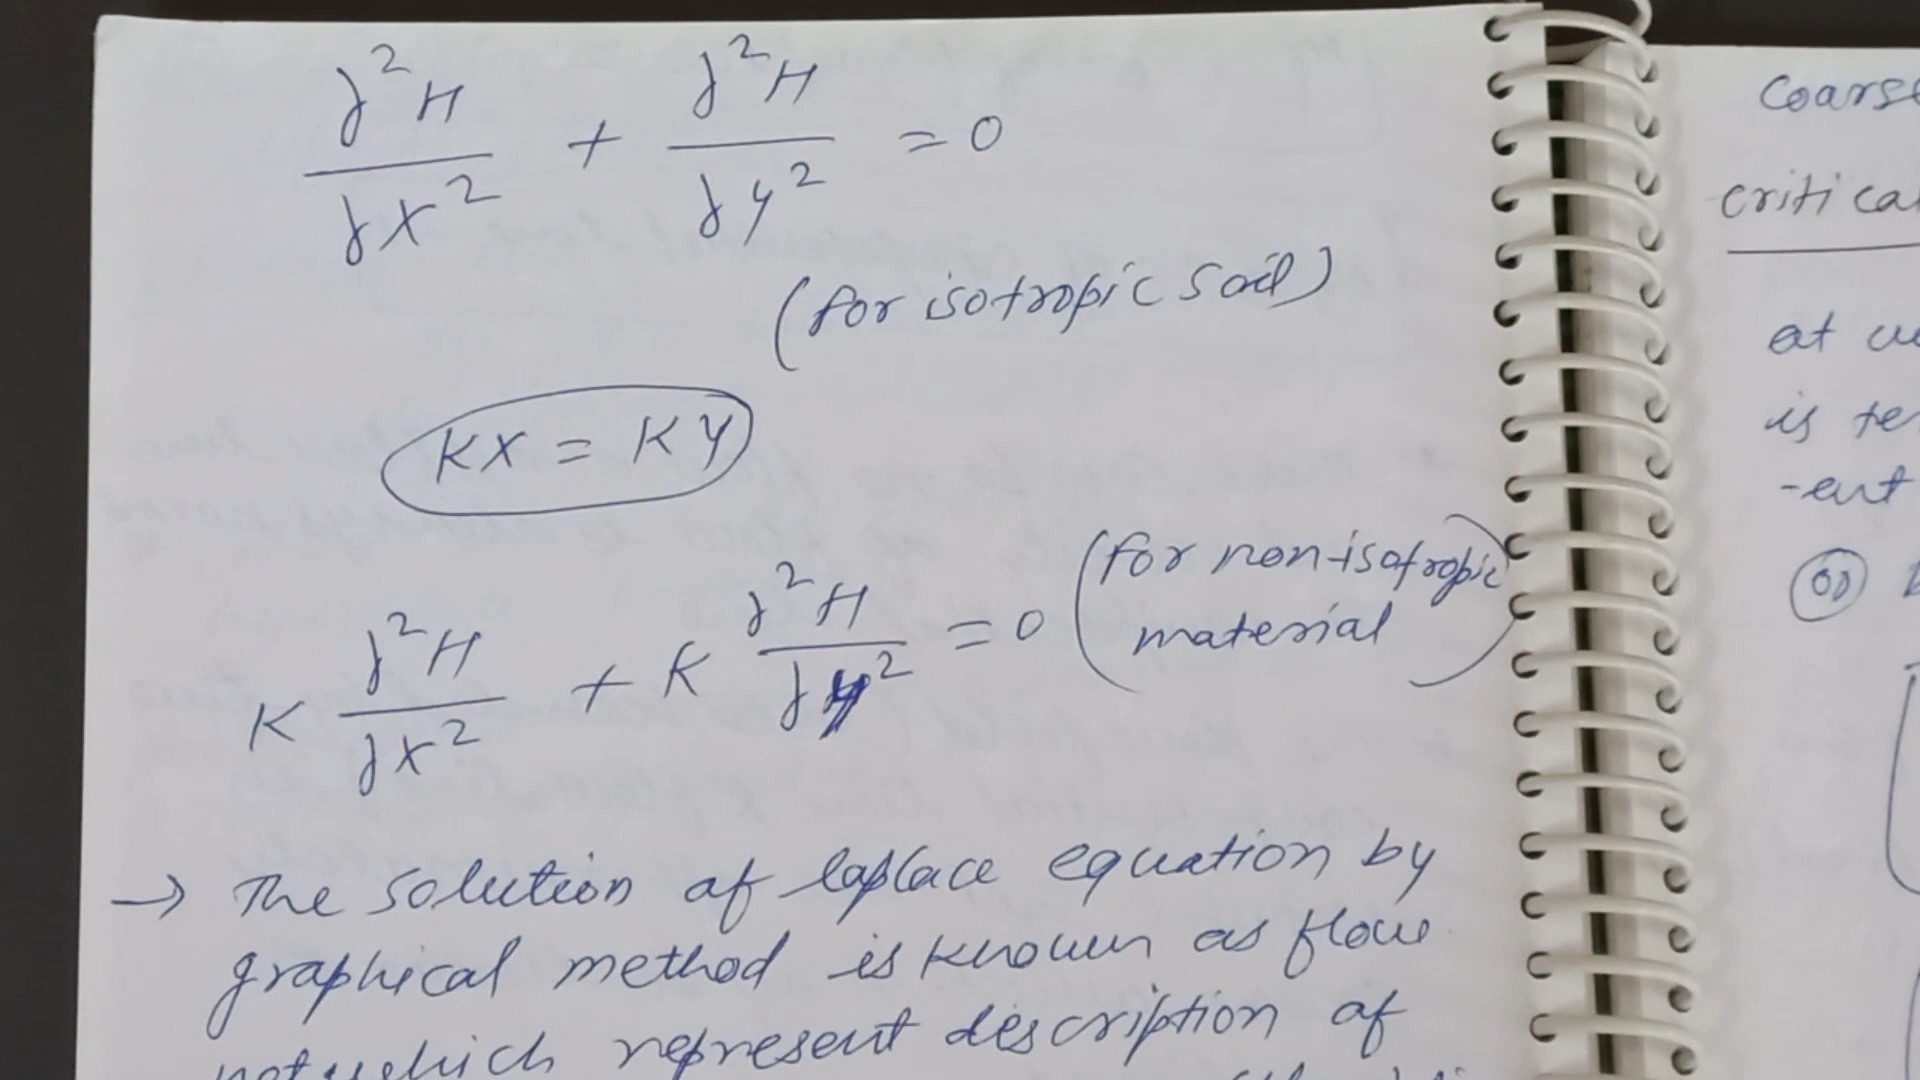 ∂²H/∂x² + ∂²H/∂y² = 0
(for isotropic soil)
KX = KY
K ∂²H/∂x² + K ∂²H/∂y² = 0 (for non-isotropic material)
→ The solution of laplace equation by
graphical method is known as flow
which represent description of
coarse
critical
at
is
-ent